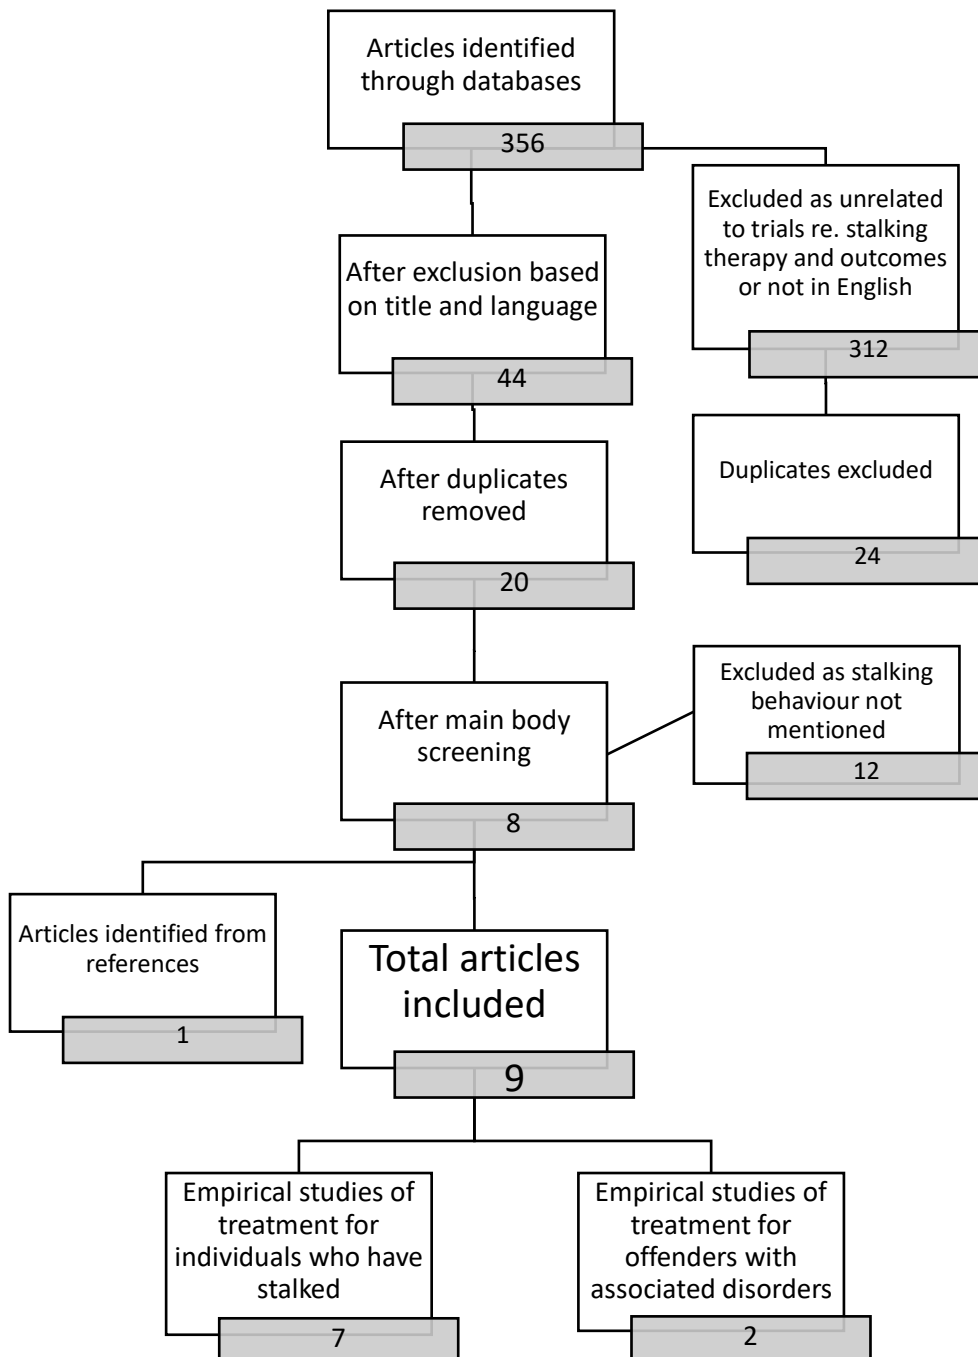 Articles identified
through databases
356
Excluded as unrelated
to trials re. stalking
therapy and outcomes
or not in English
312
After exclusion based
on title and language
44
After duplicates
removed
20
Duplicates excluded
24
After main body
screening
8
Excluded as stalking
behaviour not
mentioned
12
Articles identified from
references
1
Total articles
included
9
Empirical studies of
treatment for
individuals who have
stalked
7
Empirical studies of
treatment for
offenders with
associated disorders
2